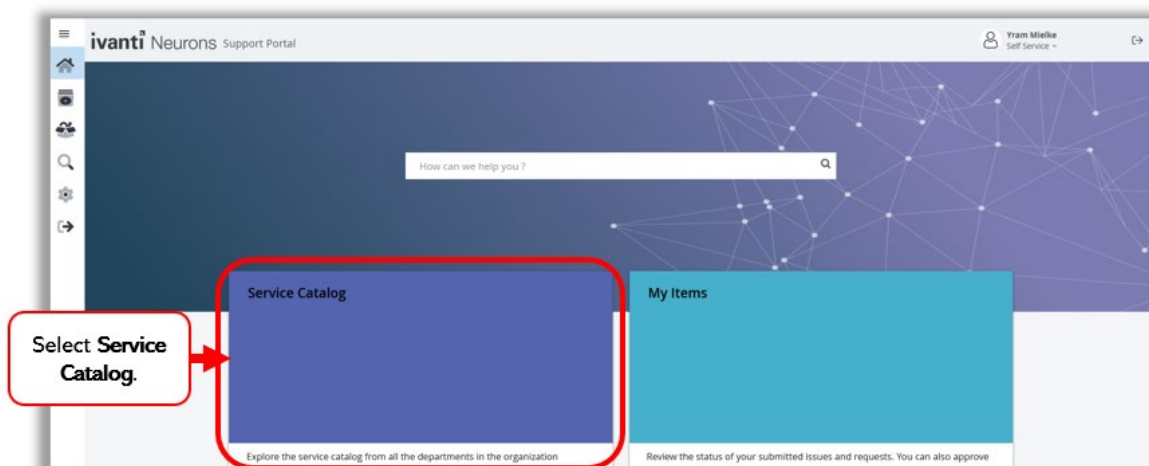 ivanti Neurons Support Portal
Yram Mielke
Self Service
How can we help you ?
Service Catalog
My Items
Select Service
Catalog.
Explore the service catalog from all the departments in the organization
Review the status of your submitted issues and requests. You can also approve